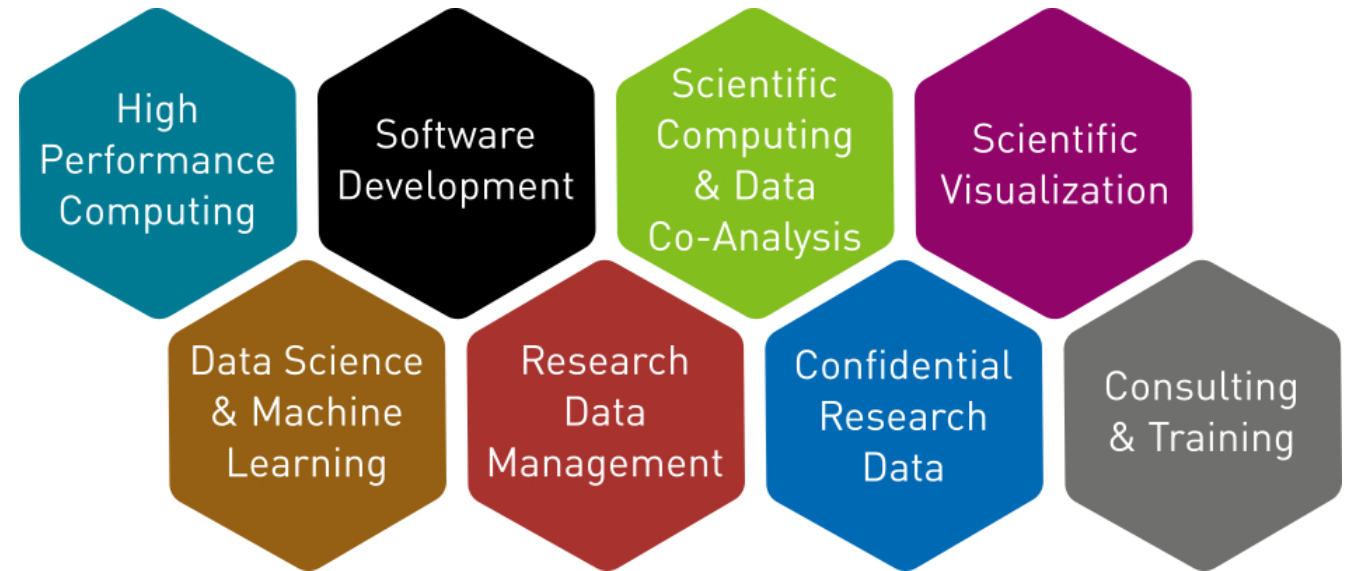 High
Performance
Computing
Software
Development
Scientific
Computing
& Data
Co-Analysis
Scientific
Visualization
Data Science
& Machine
Learning
Research
Data
Management
Confidential
Research
Data
Consulting
& Training